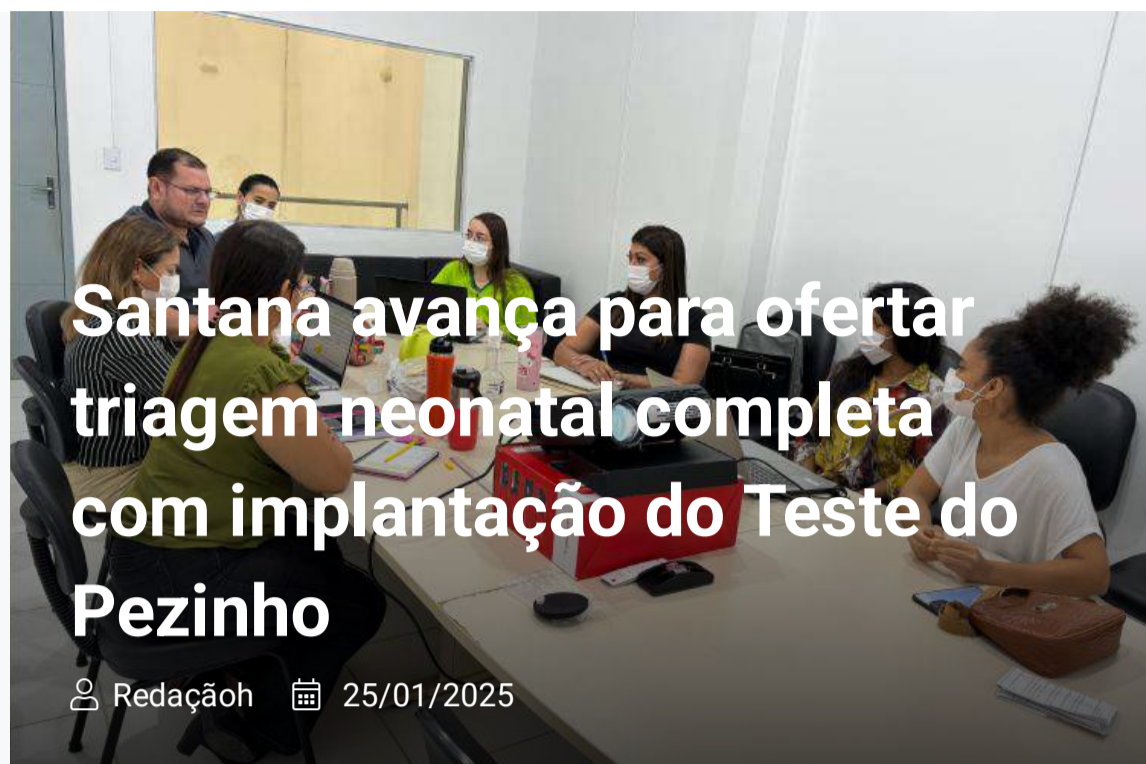 Santana avança para ofertar
triagem neonatal completa
com implantação do Teste do
Pezinho
Redaçãoh 25/01/2025